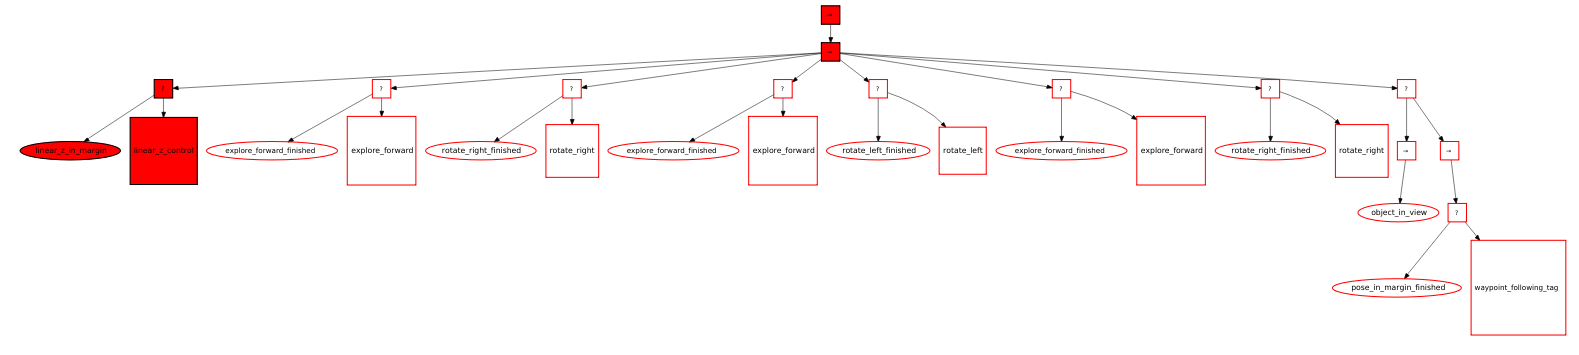 →
→
? ? ? ? ? ? ? ?
linear_z_in_margin linear_z_control explore_forward_finished explore_forward rotate_right_finished rotate_right explore_forward_finished explore_forward rotate_left_finished rotate_left explore_forward_finished explore_forward rotate_right_finished rotate_right → →
object_in_view ?
pose_in_margin_finished waypoint_following_tag